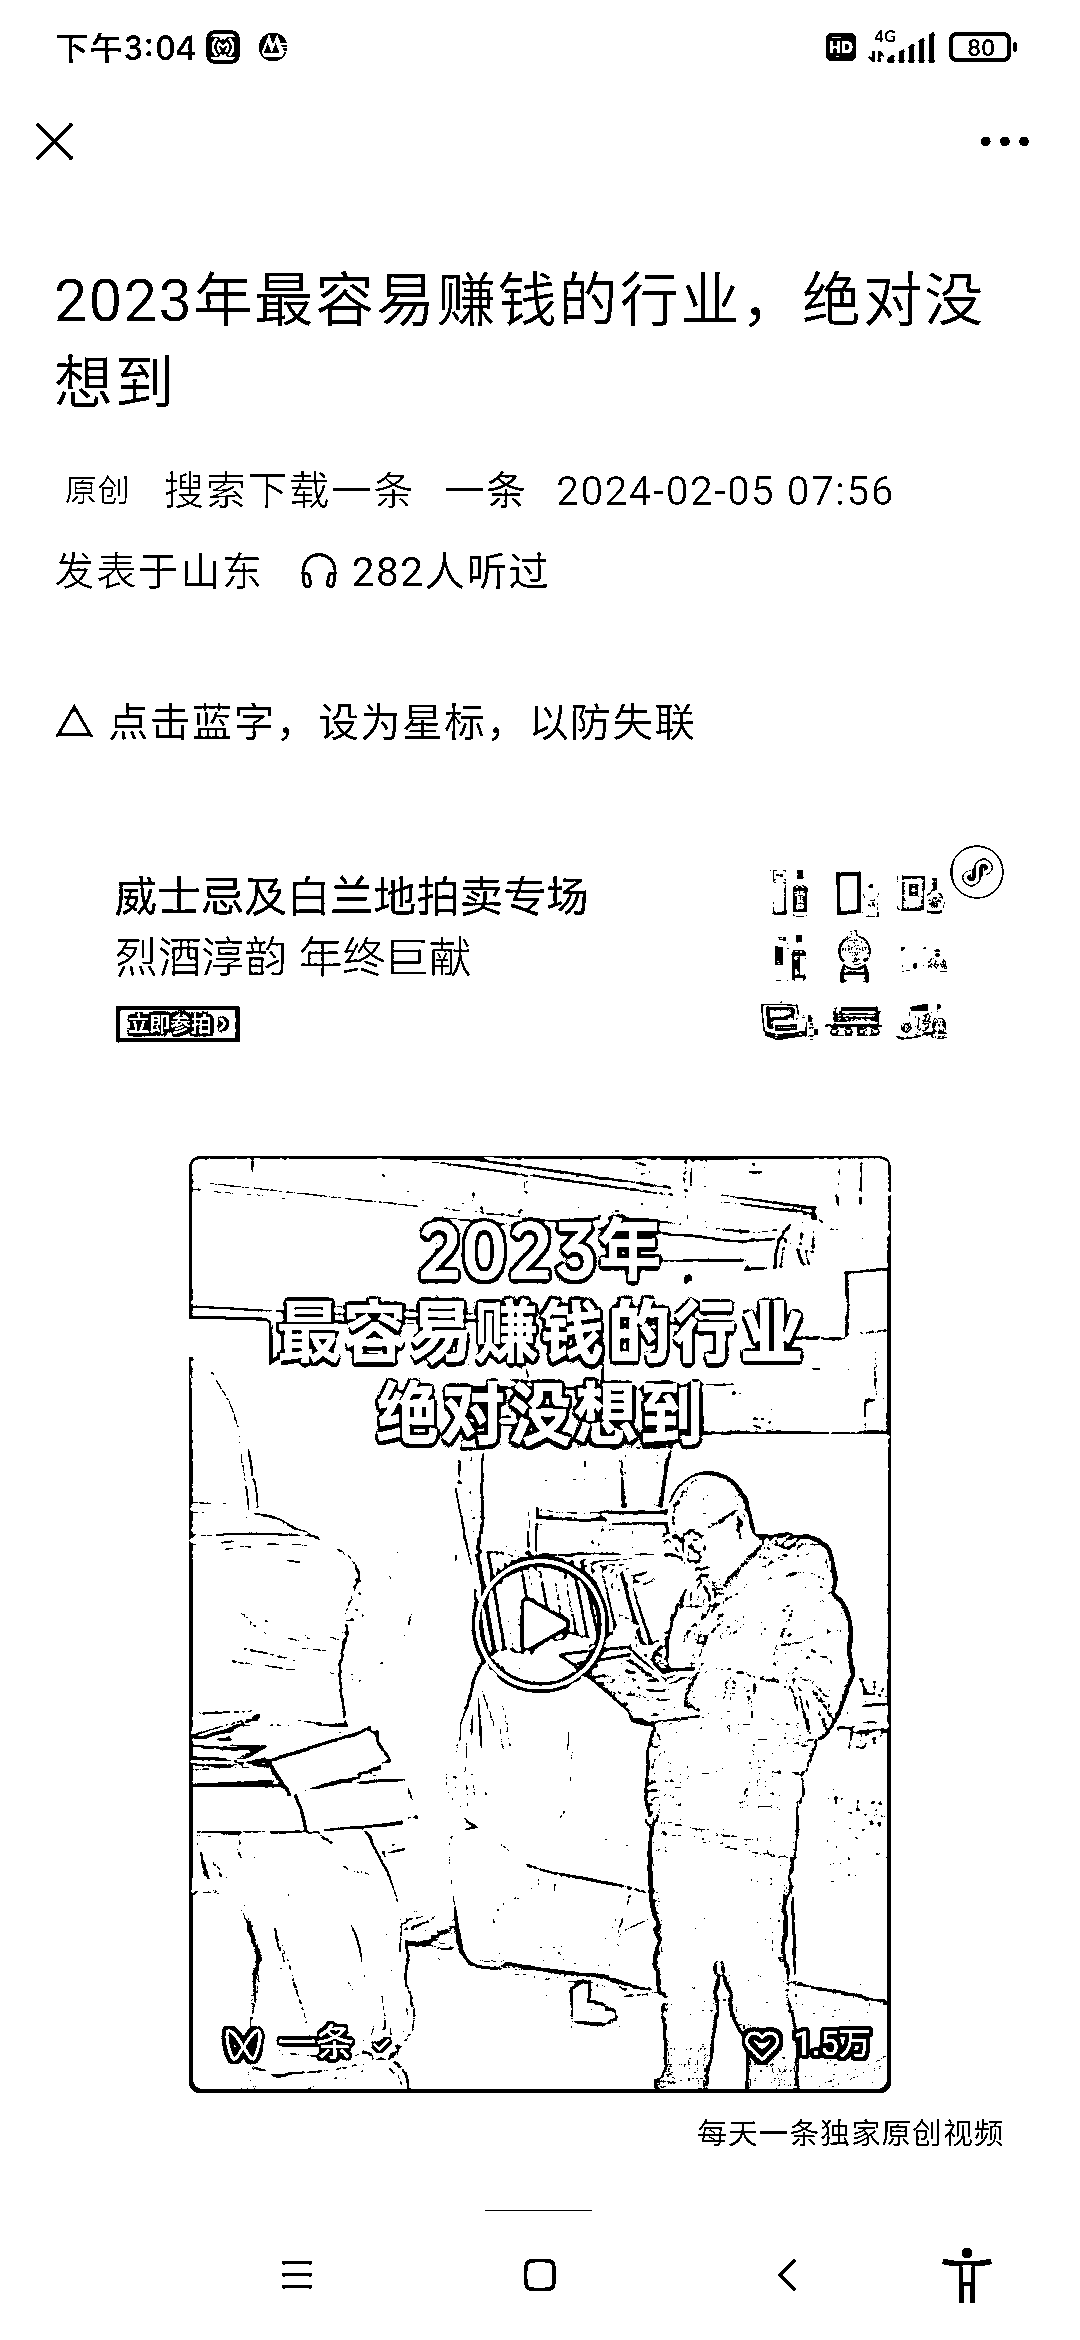 下午3:04
HD 4G 80
2023年最容易赚钱的行业，绝对没
想到
原创 搜索下载一条 一条 2024-02-05 07:56
发表于山东 282人听过
△ 点击蓝字，设为星标，以防失联
威士忌及白兰地拍卖专场
烈酒淳韵 年终巨献
立即参拍
2023年
最容易赚钱的行业
绝对没想到
一条 1.5万
每天一条独家原创视频